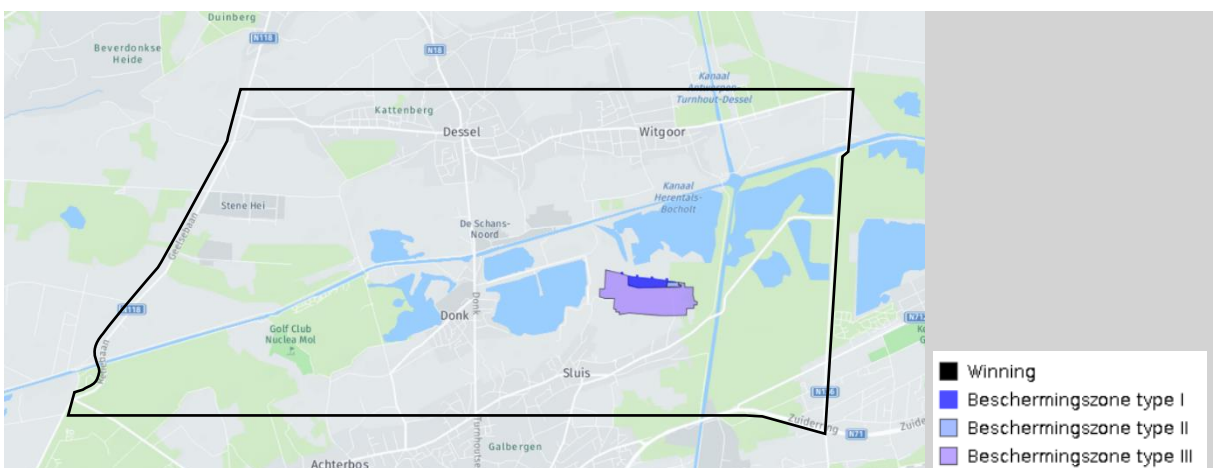 Duinberg
N118
N18
Beverdonkse
Heide
Kanaal
Antwerpen-
Turnhout-Dessel
Kattenberg
Dessel
Witgoor
Kanaal
Herentals-
Bocholt
Stene Hei
De Schans-
Noord
Geelsebaan
N118
Donk
Donk
Golf Club
Nuclea Mol
N712
Sluis
Zuiderring
N71
Zuide
Turnhoutse
Galbergen
Achterbos
Winning
Beschermingszone type I
Beschermingszone type II
Beschermingszone type III